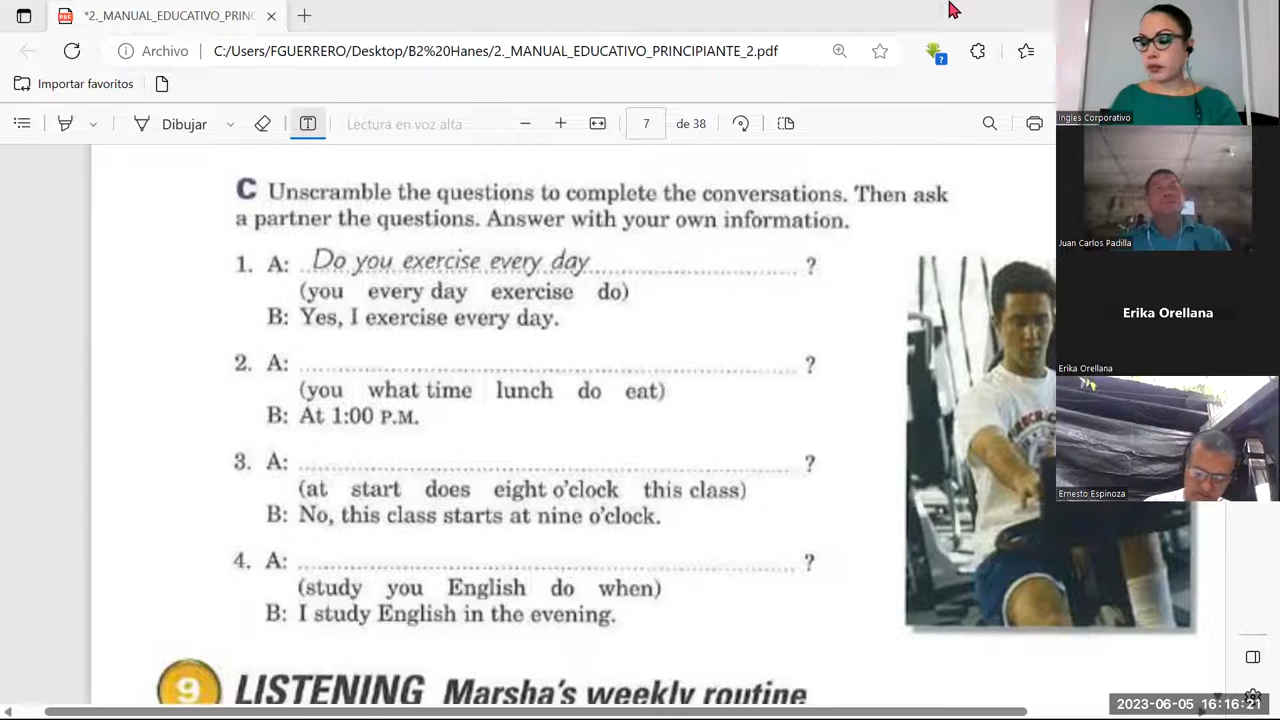 *2._MANUAL_EDUCATIVO_PRINC
Archivo
C:/Users/FGUERRERO/Desktop/B2%20Hanes/2._MANUAL_EDUCATIVO_PRINCIPIANTE_2.pdf
Importar favoritos
Dibujar
Lectura en voz alta
7
de 38
C Unscramble the questions to complete the conversations. Then ask
a partner the questions. Answer with your own information.
1. A: Do you exercise every day ?
(you every day exercise do)
B: Yes, I exercise every day.
2. A: ?
(you what time lunch do eat)
B: At 1:00 P.M.
3. A: ?
(at start does eight o'clock this class)
B: No, this class starts at nine o'clock.
4. A: ?
(study you English do when)
B: I study English in the evening.
9 LISTENING Marsha's weekly routine
Ingles Corporativo
Juan Carlos Padilla
Erika Orellana
Erika Orellana
Ernesto Espinoza
2023-06-05 16:16:21